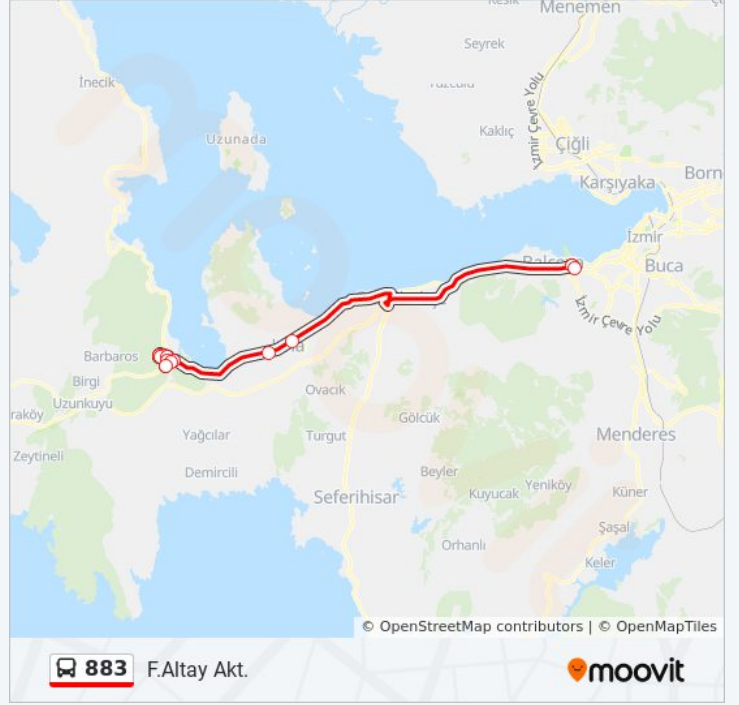 Menemen
Seyrek
İnecik
Uzunada
Kaklıç
İzmir Çevre Yolu
Çiğli
Karşıyaka
Born
İzmir
Buca
İzmir Çevre Yolu
Barbaros
Birgi
Uzunkuyu
raköy
Ovacık
Gölcük
Yağcılar
Turgut
Menderes
Zeytineli
Demircili
Beyler
Seferihisar
Kuyucak
Yeniköy
Küner
Şaşal
Orhanlı
Keler
© OpenStreetMap contributors | © OpenMapTiles
883 F.Altay Akt.
moovit